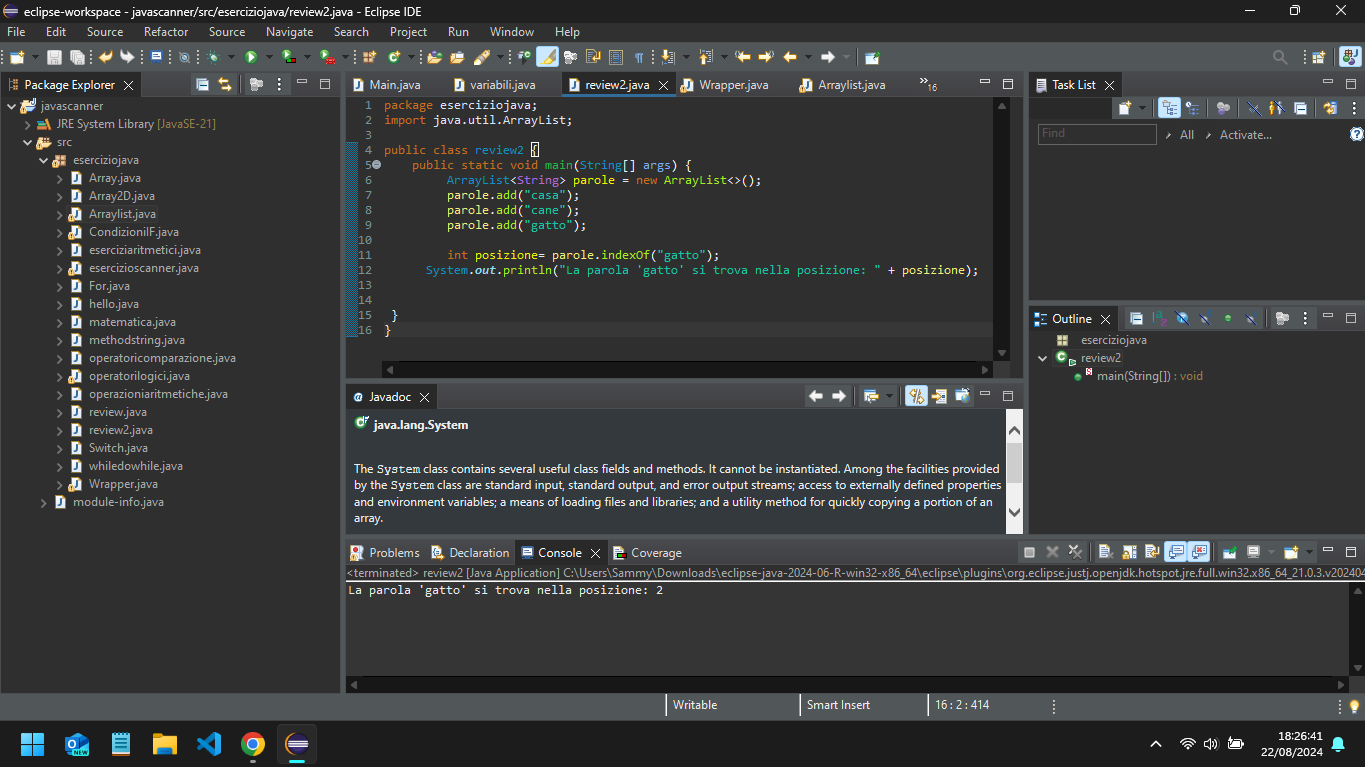 eclipse-workspace - javascanner/src/eserciziojava/review2.java - Eclipse IDE
File Edit Source Refactor Source Navigate Search Project Run Window Help
Package Explorer
javascanner
JRE System Library [JavaSE-21]
src
eserciziojava
Array.java
Array2D.java
Arraylist.java
CondizioniIF.java
eserciziaritmetici.java
esercizioscanner.java
For.java
hello.java
matematica.java
methodstring.java
operatoricomparazione.java
operatorilogici.java
operazioniaritmetiche.java
review.java
review2.java
Switch.java
whiledowhile.java
Wrapper.java
module-info.java
Main.java variabili.java review2.java Wrapper.java Arraylist.java »16
1 package eserciziojava;
2 import java.util.ArrayList;
3
4 public class review2 {
5 public static void main(String[] args) {
6 ArrayList<String> parole = new ArrayList<>();
7 parole.add("casa");
8 parole.add("cane");
9 parole.add("gatto");
10
11 int posizione= parole.indexOf("gatto");
12 System.out.println("La parola 'gatto' si trova nella posizione: " + posizione);
13
14
15 }
16 }
Javadoc
java.lang.System
The System class contains several useful class fields and methods. It cannot be instantiated. Among the facilities provided
by the System class are standard input, standard output, and error output streams; access to externally defined properties
and environment variables; a means of loading files and libraries; and a utility method for quickly copying a portion of an
array.
Problems Declaration Console Coverage
<terminated> review2 [Java Application] C:\Users\Sammy\Downloads\eclipse-java-2024-06-R-win32-x86_64\eclipse\plugins\org.eclipse.justj.openjdk.hotspot.jre.full.win32.x86_64_21.0.3.v202404
La parola 'gatto' si trova nella posizione: 2
Task List
Find All Activate...
Outline
eserciziojava
review2
main(String[]) : void
Writable Smart Insert 16 : 2 : 414
NEW
18:26:41
22/08/2024